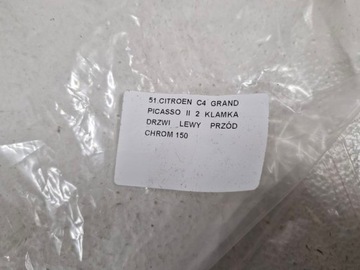 51.CITROEN C4 GRAND
PICASSO II 2 KLAMKA
DRZWI LEWY PRZÓD
CHROM 150